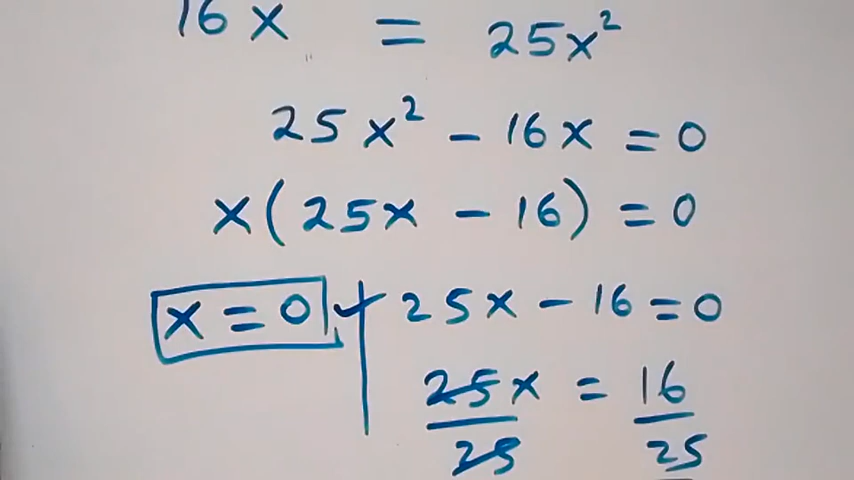 16x = 25x²
25x² - 16x = 0
x(25x - 16) = 0
x = 0 ✓ 25x - 16 = 0
25x = 16
25 25